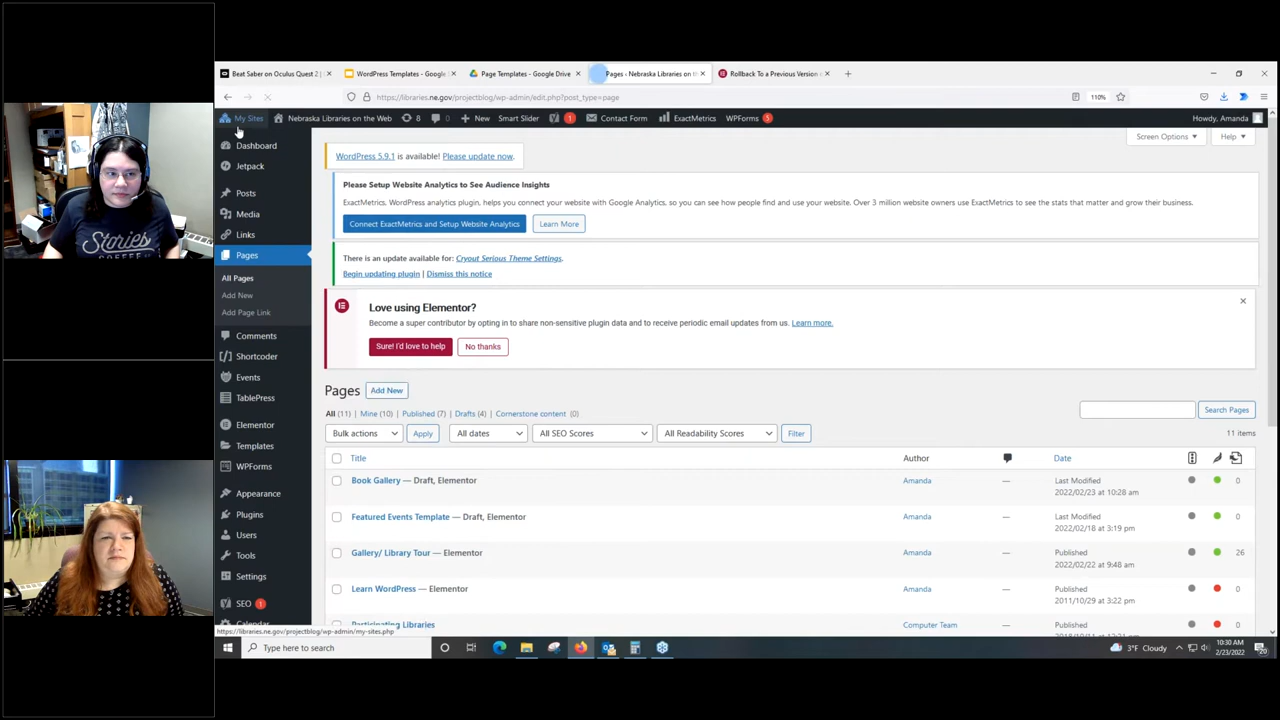 Beat Saber on Oculus Quest 2 |
WordPress Templates - Google
Page Templates - Google Drive
Pages ‹ Nebraska Libraries on th
Rollback To a Previous Version o
https://libraries.ne.gov/projectblog/wp-admin/edit.php?post_type=page
110%
My Sites
Nebraska Libraries on the Web
8
0
New
Smart Slider
1
Contact Form
ExactMetrics
WPForms
5
Howdy, Amanda
Screen Options
Help
Dashboard
Jetpack
Posts
Media
Links
Pages
All Pages
Add New
Add Page Link
Comments
Shortcoder
Events
TablePress
Elementor
Templates
WPForms
Appearance
Plugins
Users
Tools
Settings
SEO 1
Calendar
WordPress 5.9.1 is available! Please update now.
Please Setup Website Analytics to See Audience Insights
ExactMetrics, WordPress analytics plugin, helps you connect your website with Google Analytics, so you can see how people find and use your website. Over 3 million website owners use ExactMetrics to see the stats that matter and grow their business.
Connect ExactMetrics and Setup Website Analytics
Learn More
There is an update available for: Cryout Serious Theme Settings.
Begin updating plugin | Dismiss this notice
Love using Elementor?
Become a super contributor by opting in to share non-sensitive plugin data and to receive periodic email updates from us. Learn more.
Sure! I'd love to help
No thanks
Pages
Add New
All (11) | Mine (10) | Published (7) | Drafts (4) | Cornerstone content (0)
Search Pages
Bulk actions
Apply
All dates
All SEO Scores
All Readability Scores
Filter
11 items
Title
Author
Date
Book Gallery — Draft, Elementor
Amanda
—
Last Modified
2022/02/23 at 10:28 am
0
Featured Events Template — Draft, Elementor
Amanda
—
Last Modified
2022/02/18 at 3:19 pm
0
Gallery/ Library Tour — Elementor
Amanda
—
Published
2022/02/22 at 9:48 am
26
Learn WordPress — Elementor
Amanda
—
Published
2011/10/29 at 3:22 pm
0
Participating Libraries
Computer Team
—
Published
0
https://libraries.ne.gov/projectblog/wp-admin/my-sites.php
Type here to search
3°F Cloudy
10:30 AM
2/23/2022
20
Stories
COFFEE